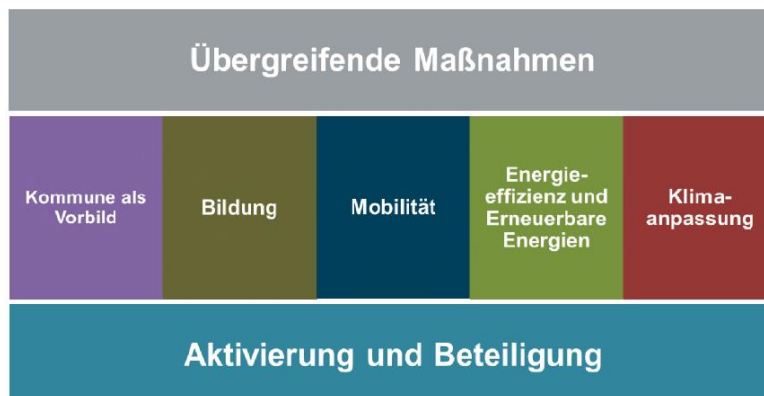 Übergreifende Maßnahmen
Kommune als
Vorbild
Bildung
Mobilität
Energie-
effizienz und
Erneuerbare
Energien
Klima-
anpassung
Aktivierung und Beteiligung